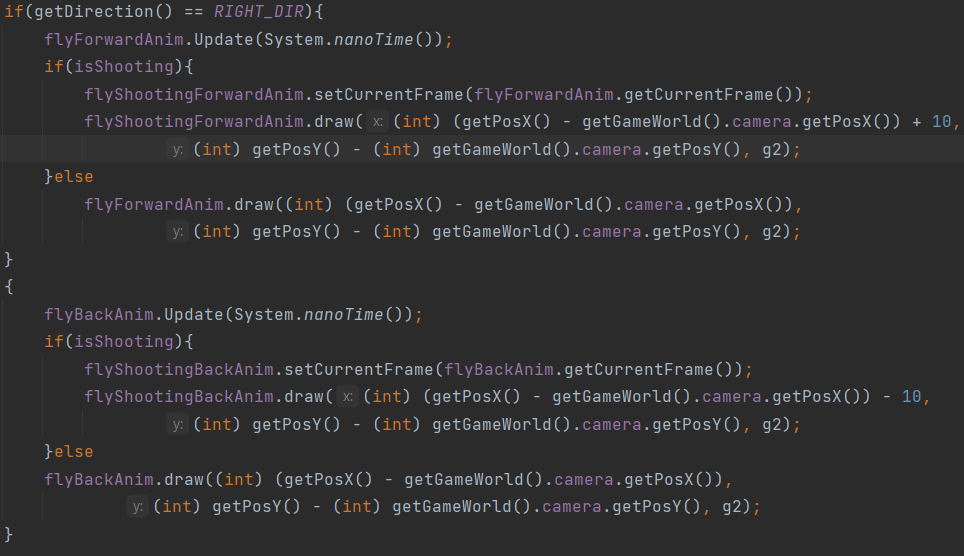 if(getDirection() == RIGHT_DIR){
    flyForwardAnim.Update(System.nanoTime());
    if(isShooting){
        flyShootingForwardAnim.setCurrentFrame(flyForwardAnim.getCurrentFrame());
        flyShootingForwardAnim.draw( x: (int) (getPosX() - getGameWorld().camera.getPosX()) + 10,
                y: (int) getPosY() - (int) getGameWorld().camera.getPosY(), g2);
    }else
        flyForwardAnim.draw((int) (getPosX() - getGameWorld().camera.getPosX()),
                y: (int) getPosY() - (int) getGameWorld().camera.getPosY(), g2);
}
{
    flyBackAnim.Update(System.nanoTime());
    if(isShooting){
        flyShootingBackAnim.setCurrentFrame(flyBackAnim.getCurrentFrame());
        flyShootingBackAnim.draw( x: (int) (getPosX() - getGameWorld().camera.getPosX()) - 10,
                y: (int) getPosY() - (int) getGameWorld().camera.getPosY(), g2);
    }else
    flyBackAnim.draw((int) (getPosX() - getGameWorld().camera.getPosX()),
            y: (int) getPosY() - (int) getGameWorld().camera.getPosY(), g2);
}